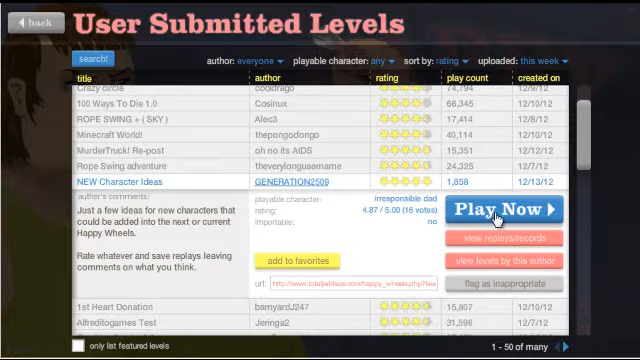 back
User Submitted Levels
search!
author: everyone playable character: any sort by: rating uploaded: this week
title author rating play count created on
Crazy circle cooldrago 74,794 12/9/12
100 Ways To Die 1.0 Cosinux 66,345 12/10/12
ROPE SWING + ( SKY ) Alec3 17,414 12/8/12
Minecraft World! thepongodongo 40,114 12/10/12
MurderTruck! Re-post oh no its AIDS 15,351 12/12/12
Rope Swing adventure theverylongusername 24,325 12/7/12
NEW Character Ideas GENERATION2509 1,858 12/13/12
author's comments:
Just a few ideas for new characters that
could be added into the next or current
Happy Wheels.
Rate whatever and save replays leaving
comments on what you think.
playable character: irresponsible dad
rating: 4.87 / 5.00 (16 votes)
Importable: no
add to favorites
url: http://www.totaljerkface.com/happy_wheels.php?lev
Play Now
view replays/records
view levels by this author
flag as inappropriate
1st Heart Donation barnyardJ247 15,807 12/10/12
Alfreditogames Test Jeringa2 31,596 12/7/12
only list featured levels
1 - 50 of many